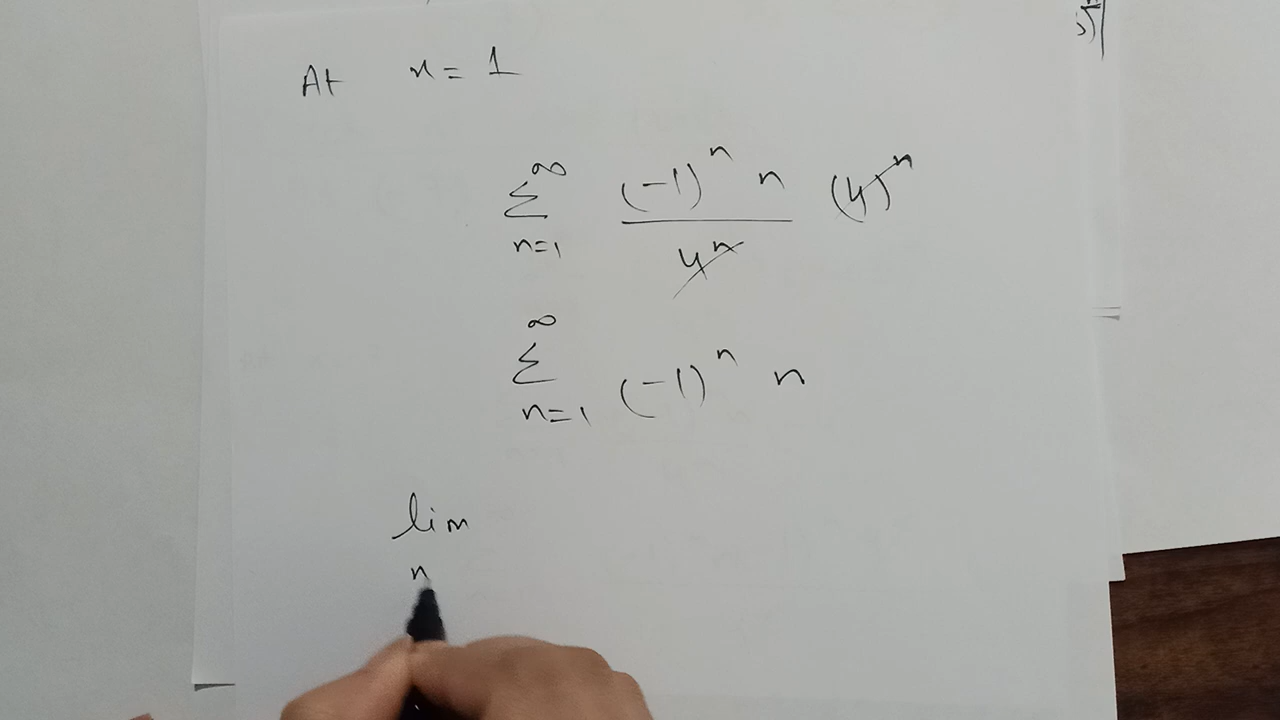 At x = 1
∞
Σ (-1)^n n / 4^n (4)^n
n=1
∞
Σ (-1)^n n
n=1
lim
n